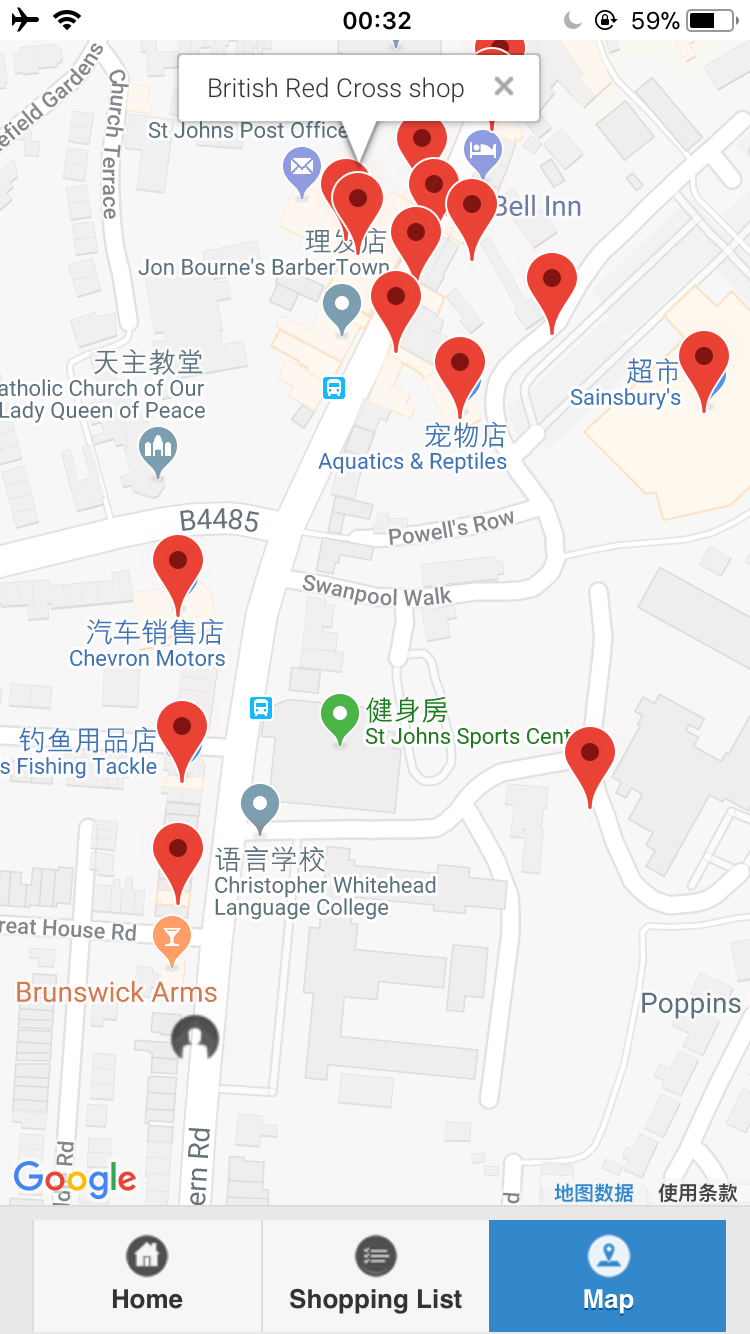 00:32
59%
British Red Cross shop
Church Terrace
St Johns Post Office
Bell Inn
理发店
Jon Bourne's BarberTown
天主教堂
atholic Church of Our
Lady Queen of Peace
超市
Sainsbury's
宠物店
Aquatics & Reptiles
B4485
Powell's Row
Swanpool Walk
汽车销售店
Chevron Motors
健身房
St Johns Sports Cent
钓鱼用品店
s Fishing Tackle
语言学校
Christopher Whitehead
Language College
reat House Rd
Brunswick Arms
Poppins
efield Gardens
ern Rd
Rd
d
Google
地图数据
使用条款
Home
Shopping List
Map